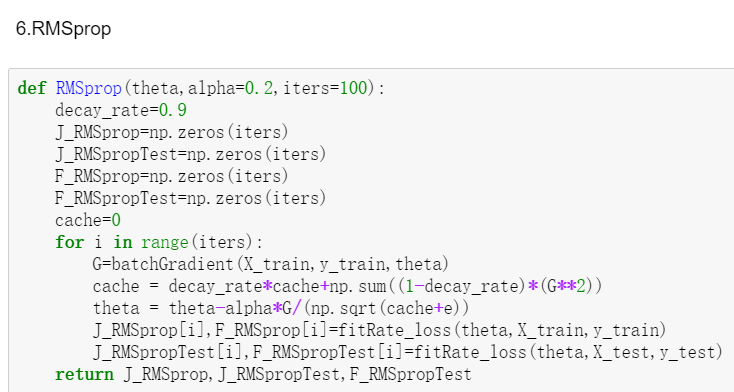 6.RMSprop
def RMSprop(theta,alpha=0.2,iters=100):
    decay_rate=0.9
    J_RMSprop=np.zeros(iters)
    J_RMSpropTest=np.zeros(iters)
    F_RMSprop=np.zeros(iters)
    F_RMSpropTest=np.zeros(iters)
    cache=0
    for i in range(iters):
        G=batchGradient(X_train,y_train,theta)
        cache = decay_rate*cache+np.sum((1-decay_rate)*(G**2))
        theta = theta-alpha*G/(np.sqrt(cache+e))
        J_RMSprop[i],F_RMSprop[i]=fitRate_loss(theta,X_train,y_train)
        J_RMSpropTest[i],F_RMSpropTest[i]=fitRate_loss(theta,X_test,y_test)
    return J_RMSprop,J_RMSpropTest,F_RMSpropTest